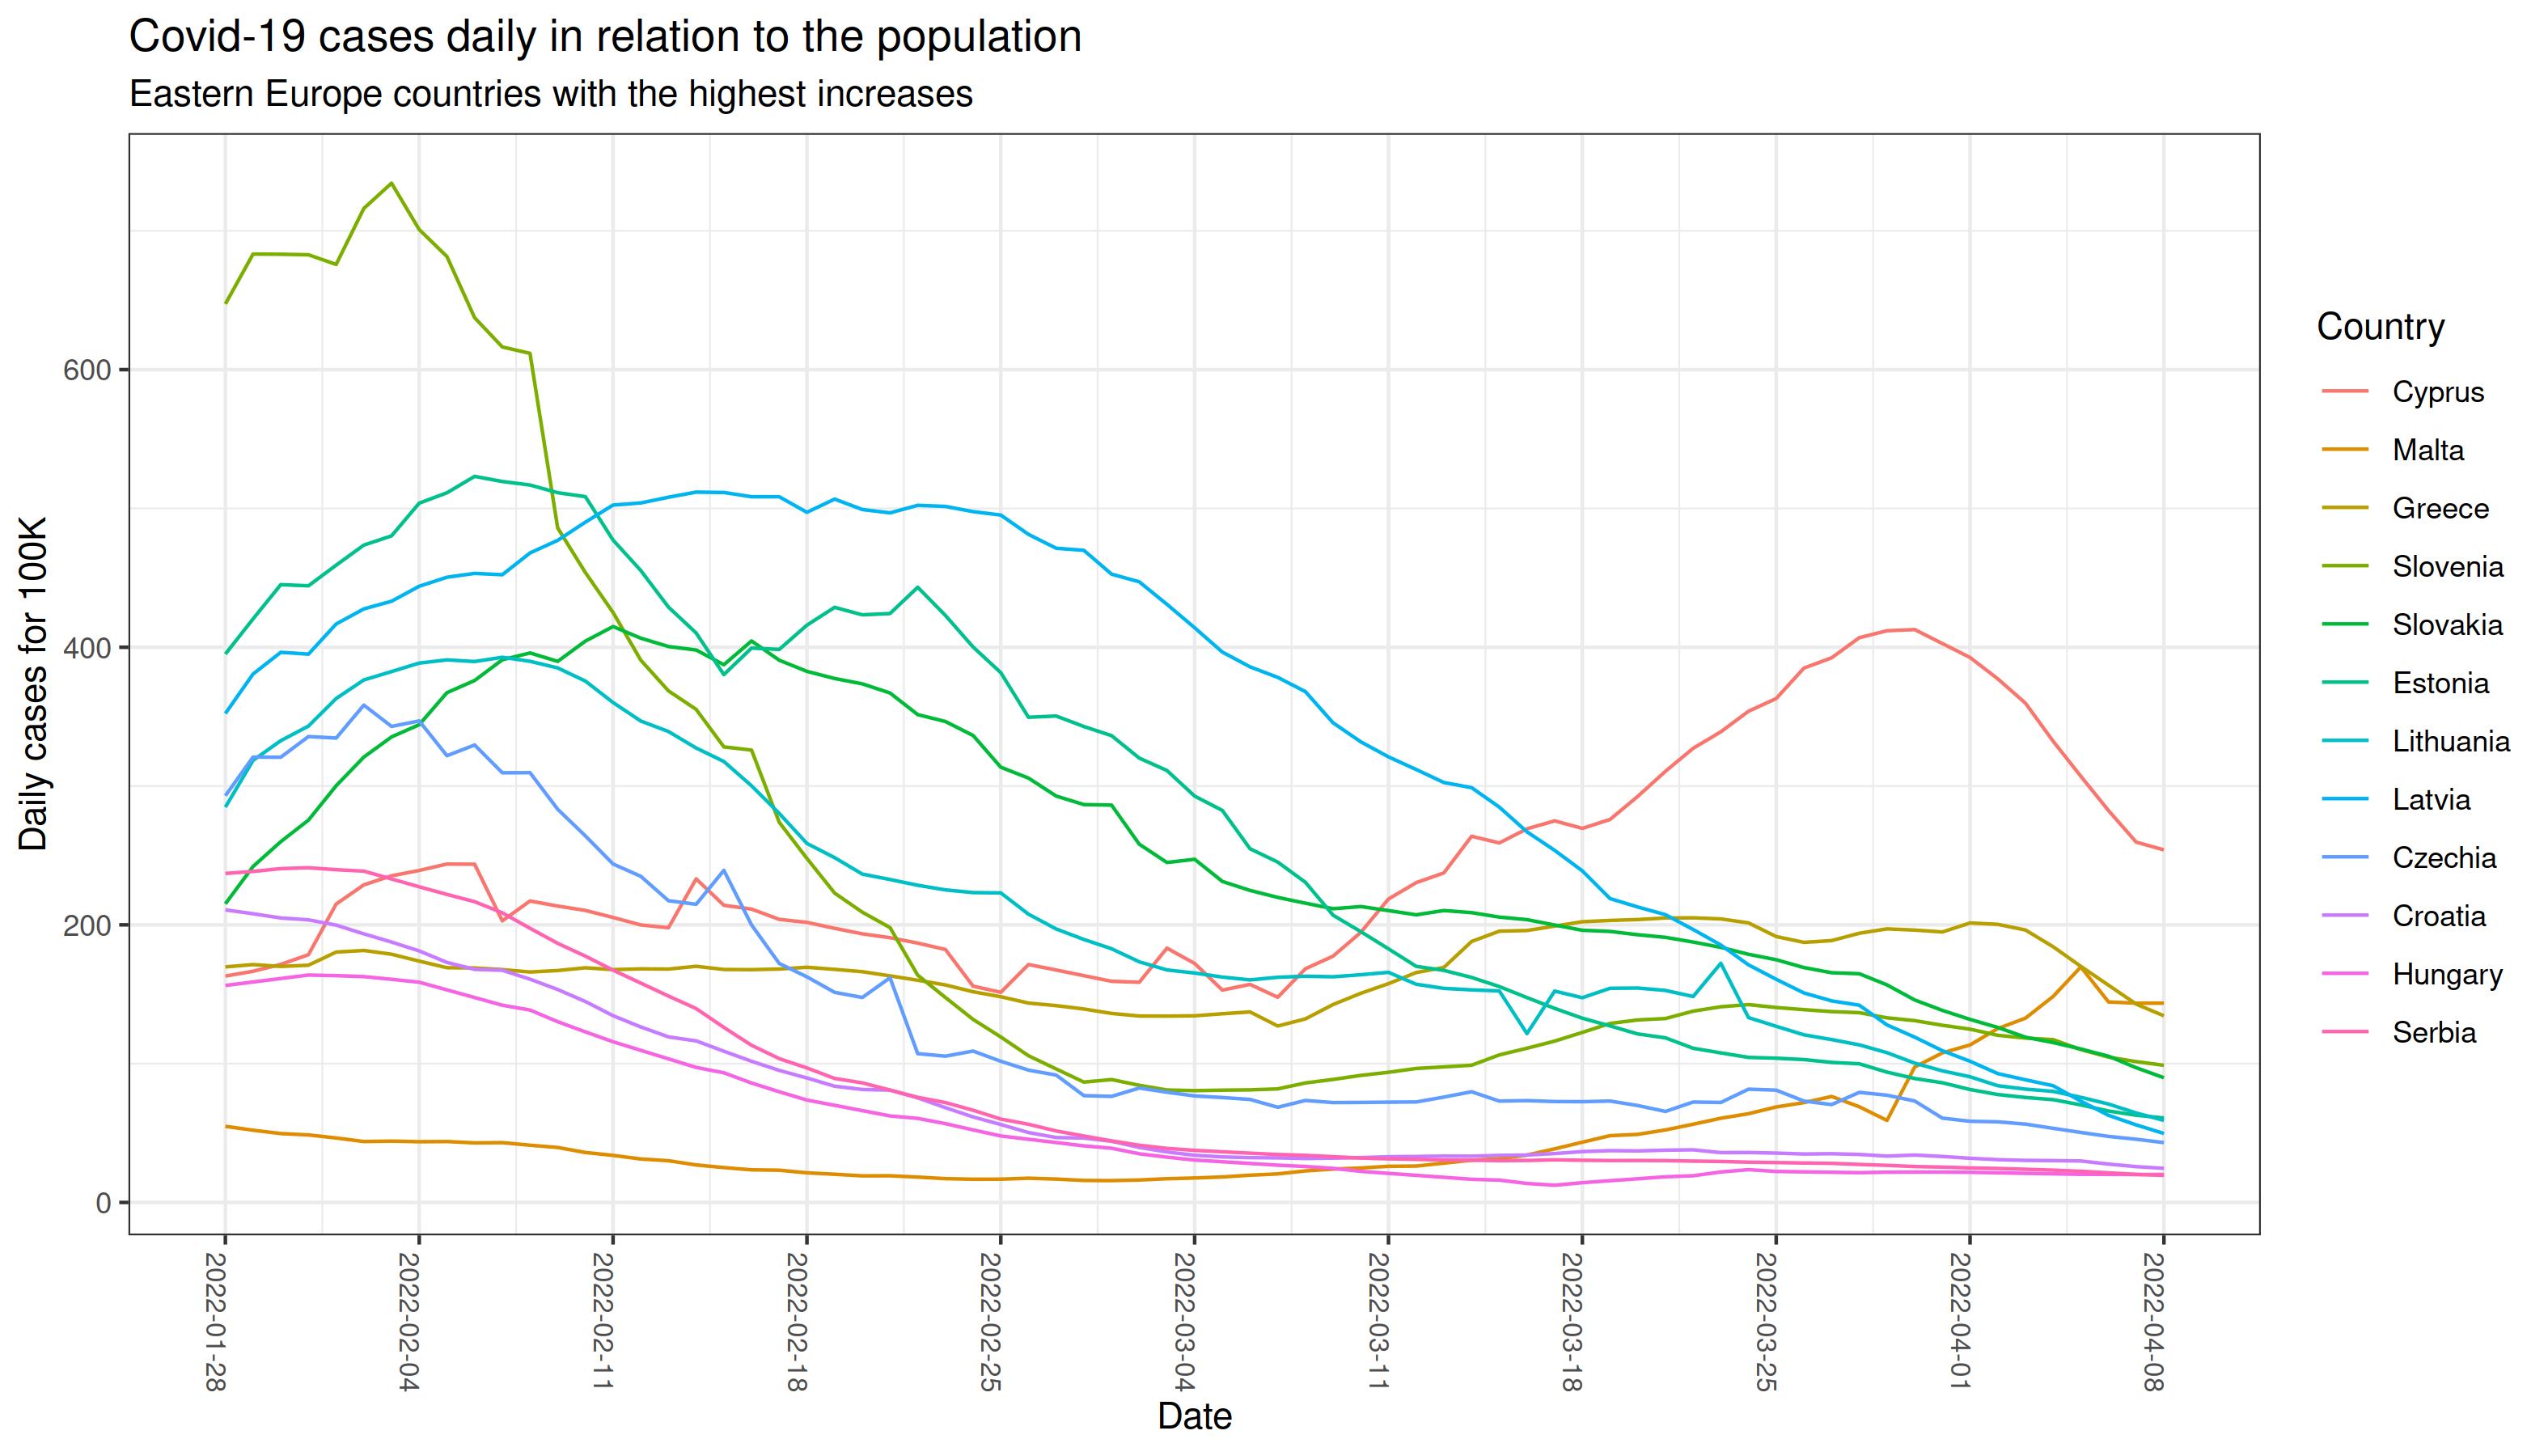 Covid-19 cases daily in relation to the population
Eastern Europe countries with the highest increases
Daily cases for 100K
600
400
200
0
2022-01-28
2022-02-04
2022-02-11
2022-02-18
2022-02-25
2022-03-04
2022-03-11
2022-03-18
2022-03-25
2022-04-01
2022-04-08
Date
Country
Cyprus
Malta
Greece
Slovenia
Slovakia
Estonia
Lithuania
Latvia
Czechia
Croatia
Hungary
Serbia